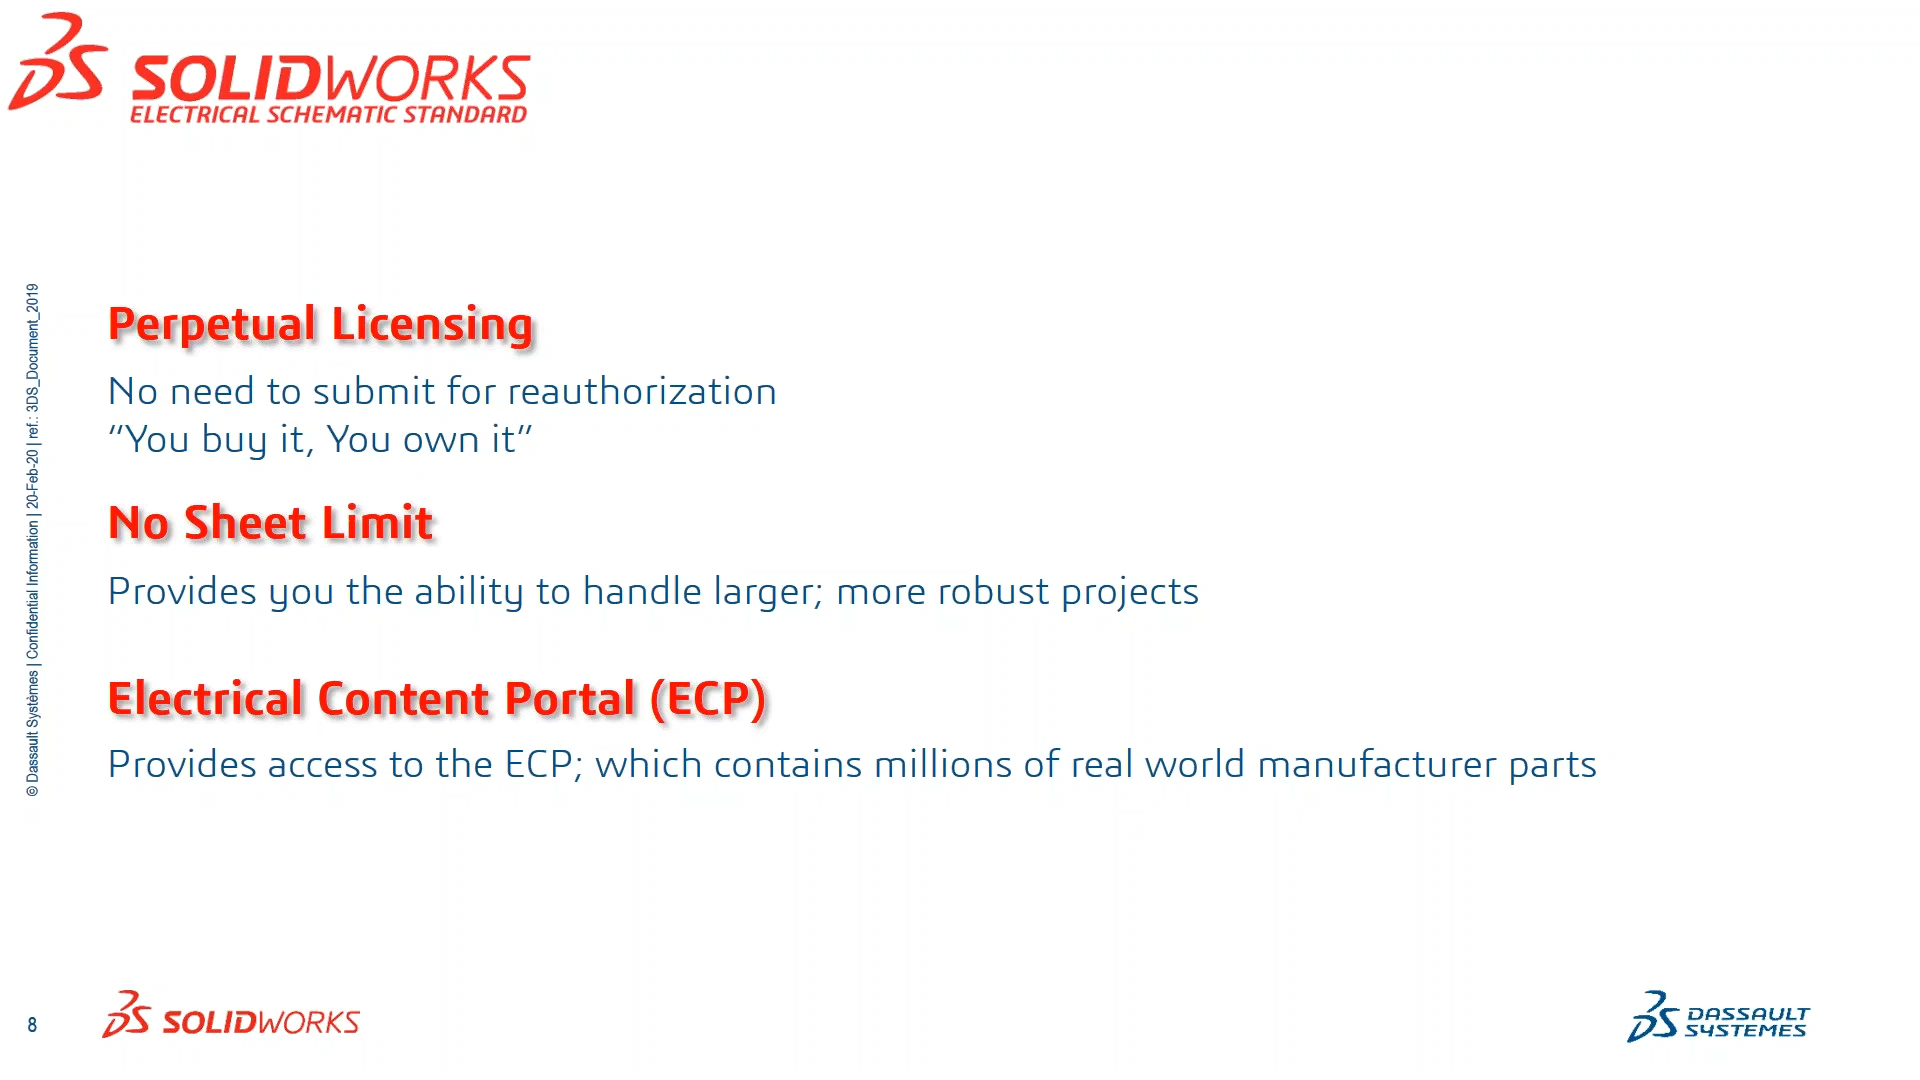 SOLIDWORKS
ELECTRICAL SCHEMATIC STANDARD
Perpetual Licensing
No need to submit for reauthorization
“You buy it, You own it”
No Sheet Limit
Provides you the ability to handle larger; more robust projects
Electrical Content Portal (ECP)
Provides access to the ECP; which contains millions of real world manufacturer parts
© Dassault Systèmes | Confidential Information | 20-Feb-20 | ref.: 3DS_Document_2019
8
SOLIDWORKS
DASSAULT
SYSTEMES